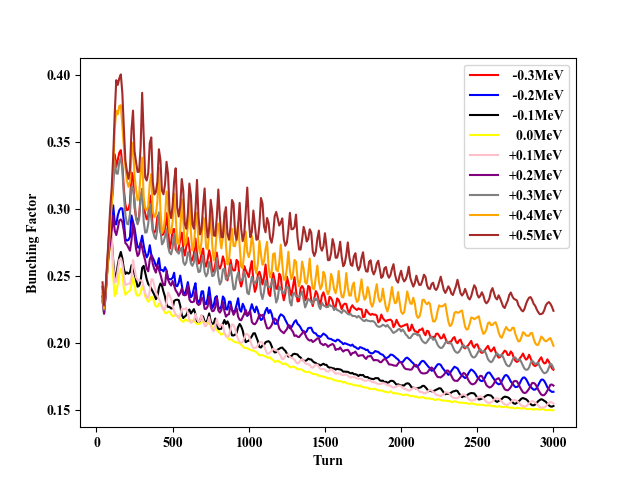 0.40
0.35
0.30
0.25
0.20
0.15
Bunching Factor
0
500
1000
1500
2000
2500
3000
Turn
-0.3MeV
-0.2MeV
-0.1MeV
0.0MeV
+0.1MeV
+0.2MeV
+0.3MeV
+0.4MeV
+0.5MeV